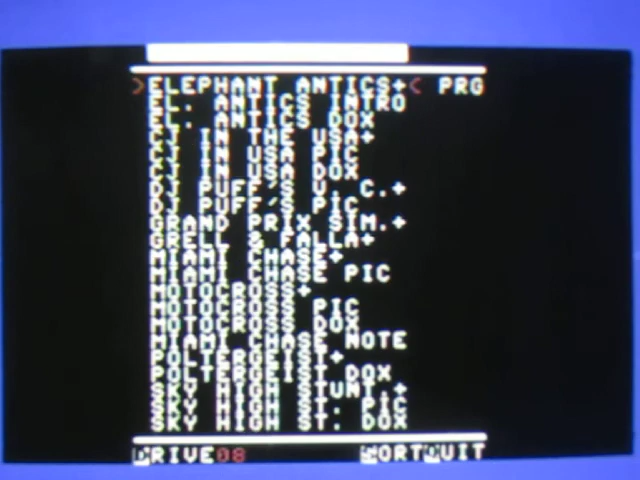 >ELEPHANT ANTICS+< PRG
EL. ANTICS INTRO
EL. ANTICS DOX
CJ IN THE USA+
CJ IN USA PIC
CJ IN USA DOX
DJ PUFF'S V. C.+
DJ PUFF'S PIC
GRAND PRIX SIM.+
GRELL & FALLA+
MIAMI CHASE+
MIAMI CHASE PIC
MOTOCROSS+
MOTOCROSS PIC
MOTOCROSS DOX
MIAMI CHASE NOTE
POLTERGEIST+
POLTERGEIST DOX
SKY HIGH STUNT.+
SKY HIGH ST. PIC
SKY HIGH ST. DOX
DRIVE08 SORT QUIT